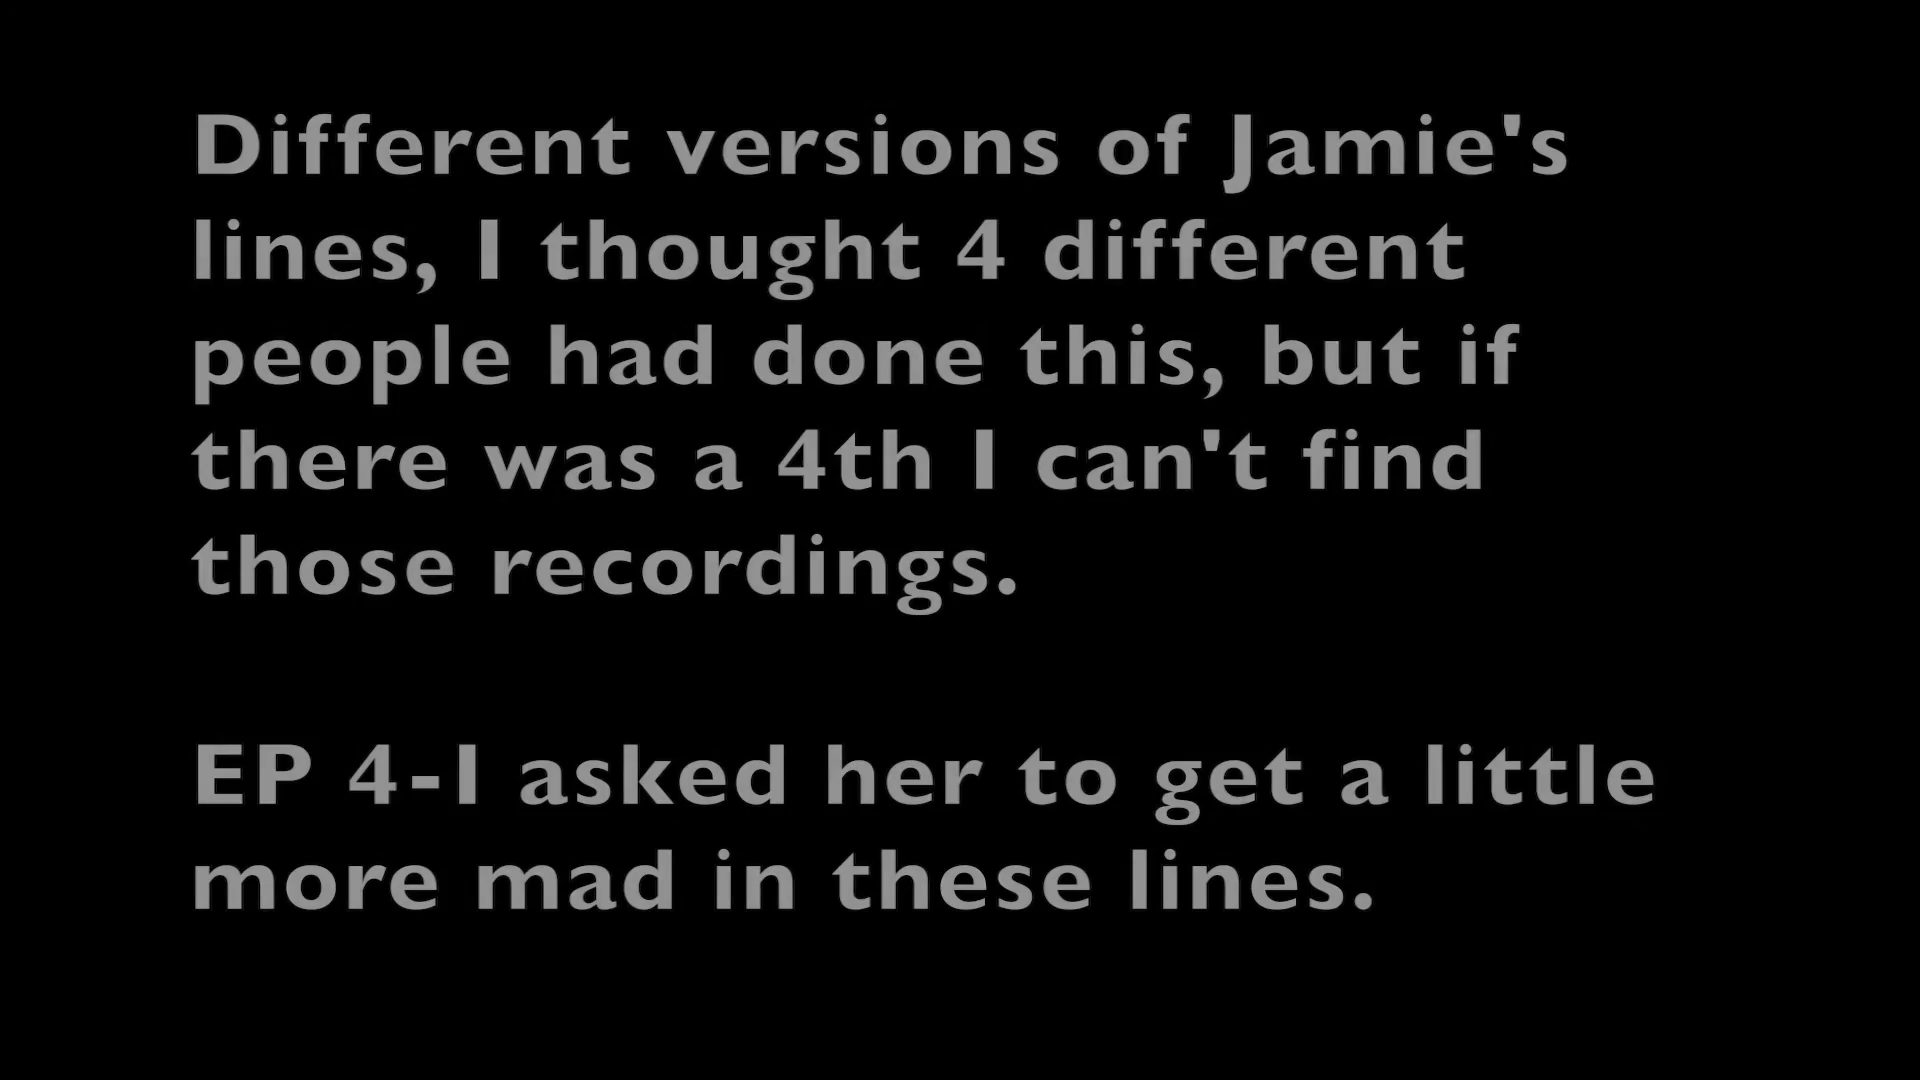 Different versions of Jamie's
lines, I thought 4 different
people had done this, but if
there was a 4th I can't find
those recordings.
EP 4-I asked her to get a little
more mad in these lines.